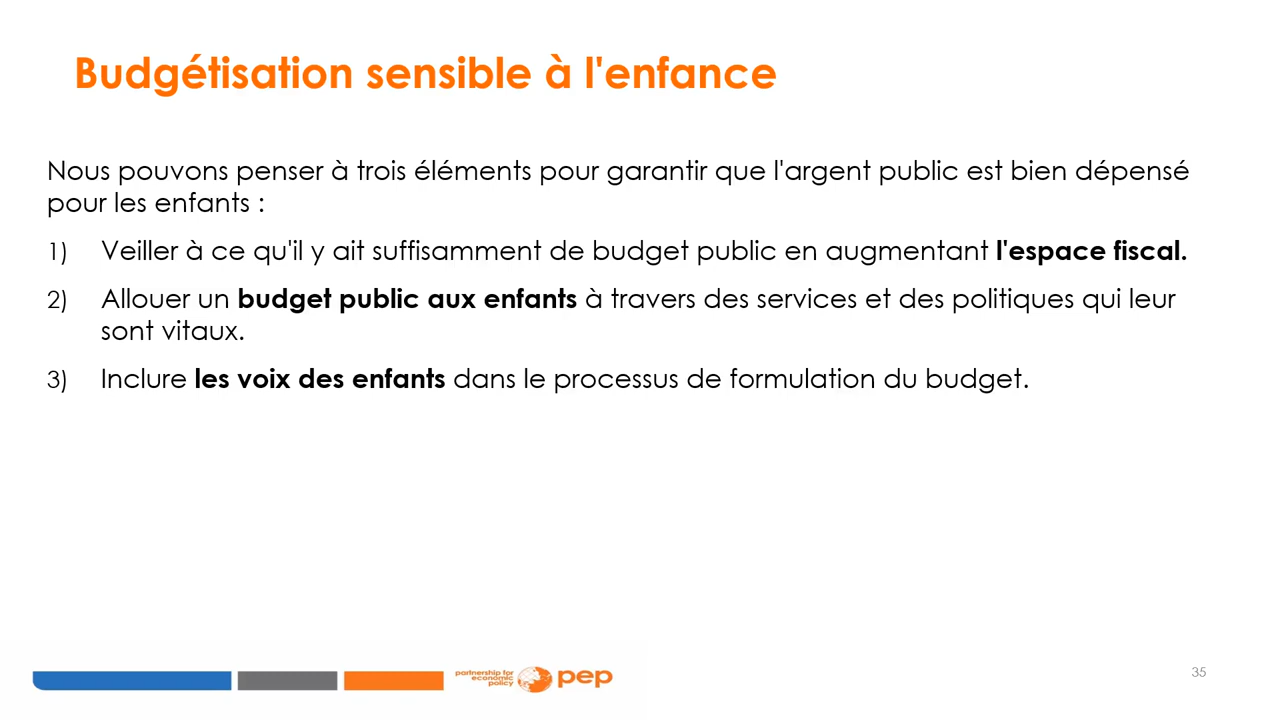 Budgétisation sensible à l'enfance
Nous pouvons penser à trois éléments pour garantir que l'argent public est bien dépensé
pour les enfants :
1) Veiller à ce qu'il y ait suffisamment de budget public en augmentant l'espace fiscal.
2) Allouer un budget public aux enfants à travers des services et des politiques qui leur
sont vitaux.
3) Inclure les voix des enfants dans le processus de formulation du budget.
partnership for
economic
policy
pep
35